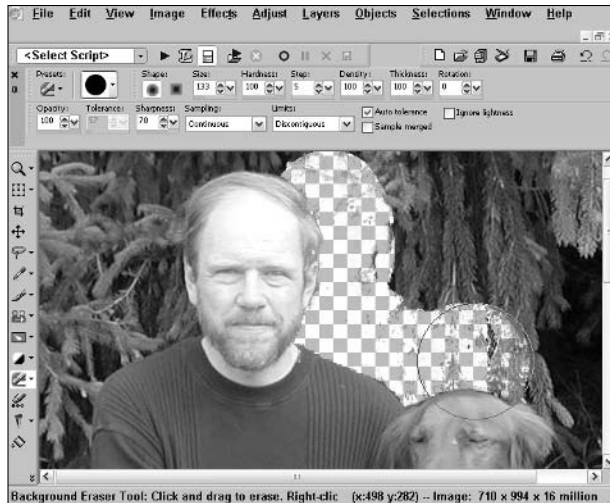 File Edit View Image Effects Adjust Layers Objects Selections Window Help
<Select Script>
Presets: Shape: Size: Hardness: Step: Density: Thickness: Rotation:
133 100 5 100 100 0
Opacity: Tolerance: Sharpness: Sampling: Limits: Auto tolerance Ignore lightness
100 57 70 Continuous Discontiguous Sample merged
Background Eraser Tool: Click and drag to erase. Right-clic (x:498 y:282) -- Image: 710 x 994 x 16 million